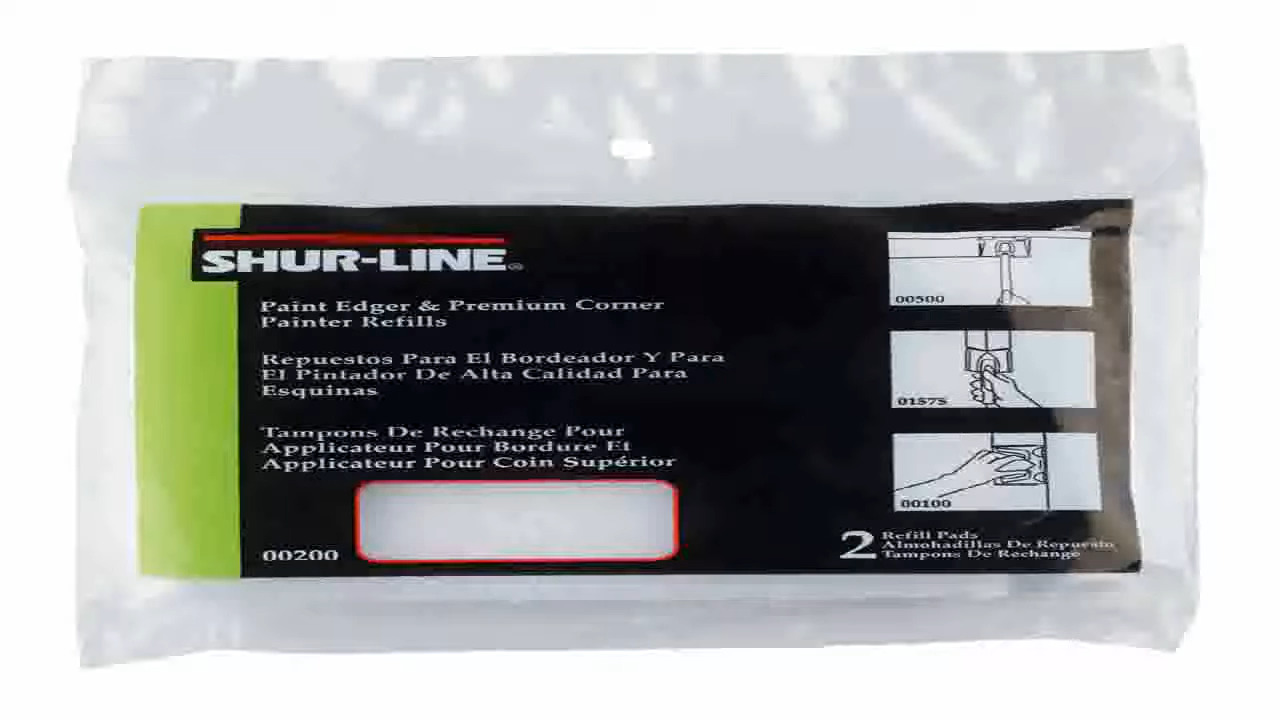 SHUR-LINE®
Paint Edger & Premium Corner
Painter Refills
Repuestos Para El Bordeador Y Para
El Pintador De Alta Calidad Para
Esquinas
Tampons De Rechange Pour
Applicateur Pour Bordure Et
Applicateur Pour Coin Supérior
00200
00500
01575
00100
2 Refill Pads
Almohadillas De Repuesto
Tampons De Rechange